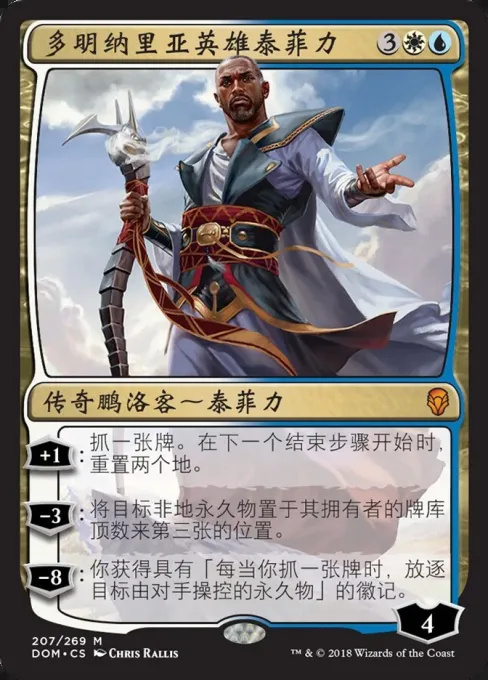 多明纳里亚英雄泰菲力 3
传奇鹏洛客～泰菲力
+1：抓一张牌。在下一个结束步骤开始时，
重置两个地。
-3：将目标非地永久物置于其拥有者的牌库
顶数来第三张的位置。
-8：你获得具有「每当你抓一张牌时，放逐
目标由对手操控的永久物」的徽记。
4
207/269 M
DOM • CS CHRIS RALLIS
™ & © 2018 Wizards of the Coast